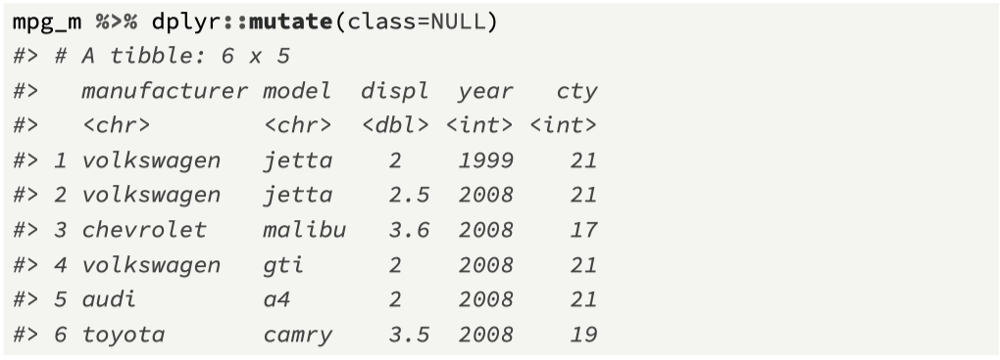 mpg_m %>% dplyr::mutate(class=NULL)
#> # A tibble: 6 x 5
#>   manufacturer model  displ  year   cty
#>   <chr>        <chr>  <dbl> <int> <int>
#> 1 volkswagen   jetta    2    1999    21
#> 2 volkswagen   jetta    2.5  2008    21
#> 3 chevrolet    malibu   3.6  2008    17
#> 4 volkswagen   gti      2    2008    21
#> 5 audi         a4       2    2008    21
#> 6 toyota       camry    3.5  2008    19